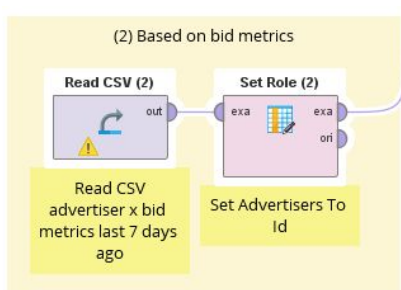 (2) Based on bid metrics
Read CSV (2)
Set Role (2)
out
exa
exa
ori
Read CSV
advertiser x bid
metrics last 7 days
ago
Set Advertisers To
Id